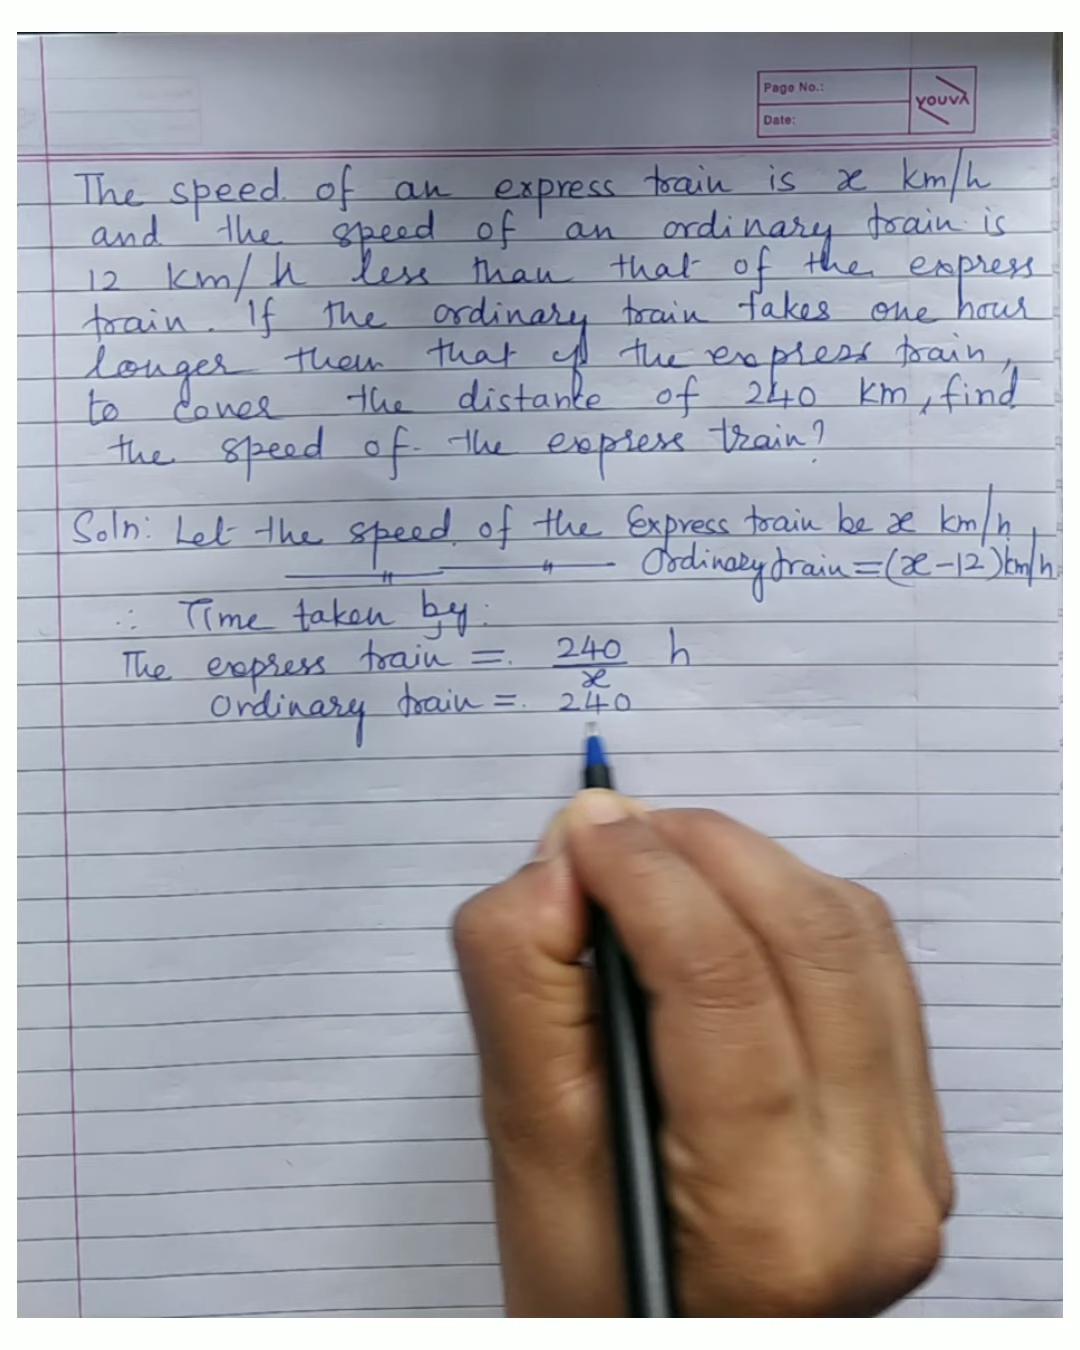 Page No.:
Date:
YOUVA
The speed of an express train is x km/h
and the speed of an ordinary train is
12 km/h less than that of the express
train. If the ordinary train takes one hour
longer then that of the express train,
to cover the distante of 240 km, find
the speed of the express train?
Soln: Let the speed of the Express train be x km/h,
〃 〃 Ordinary train = (x-12) km/h
∴ Time taken by:
The express train = 240/x h
Ordinary train = 240